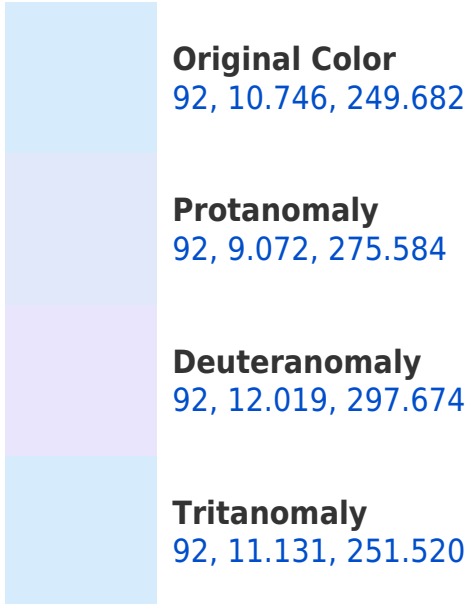 Original Color
92, 10.746, 249.682
Protanomaly
92, 9.072, 275.584
Deuteranomaly
92, 12.019, 297.674
Tritanomaly
92, 11.131, 251.520